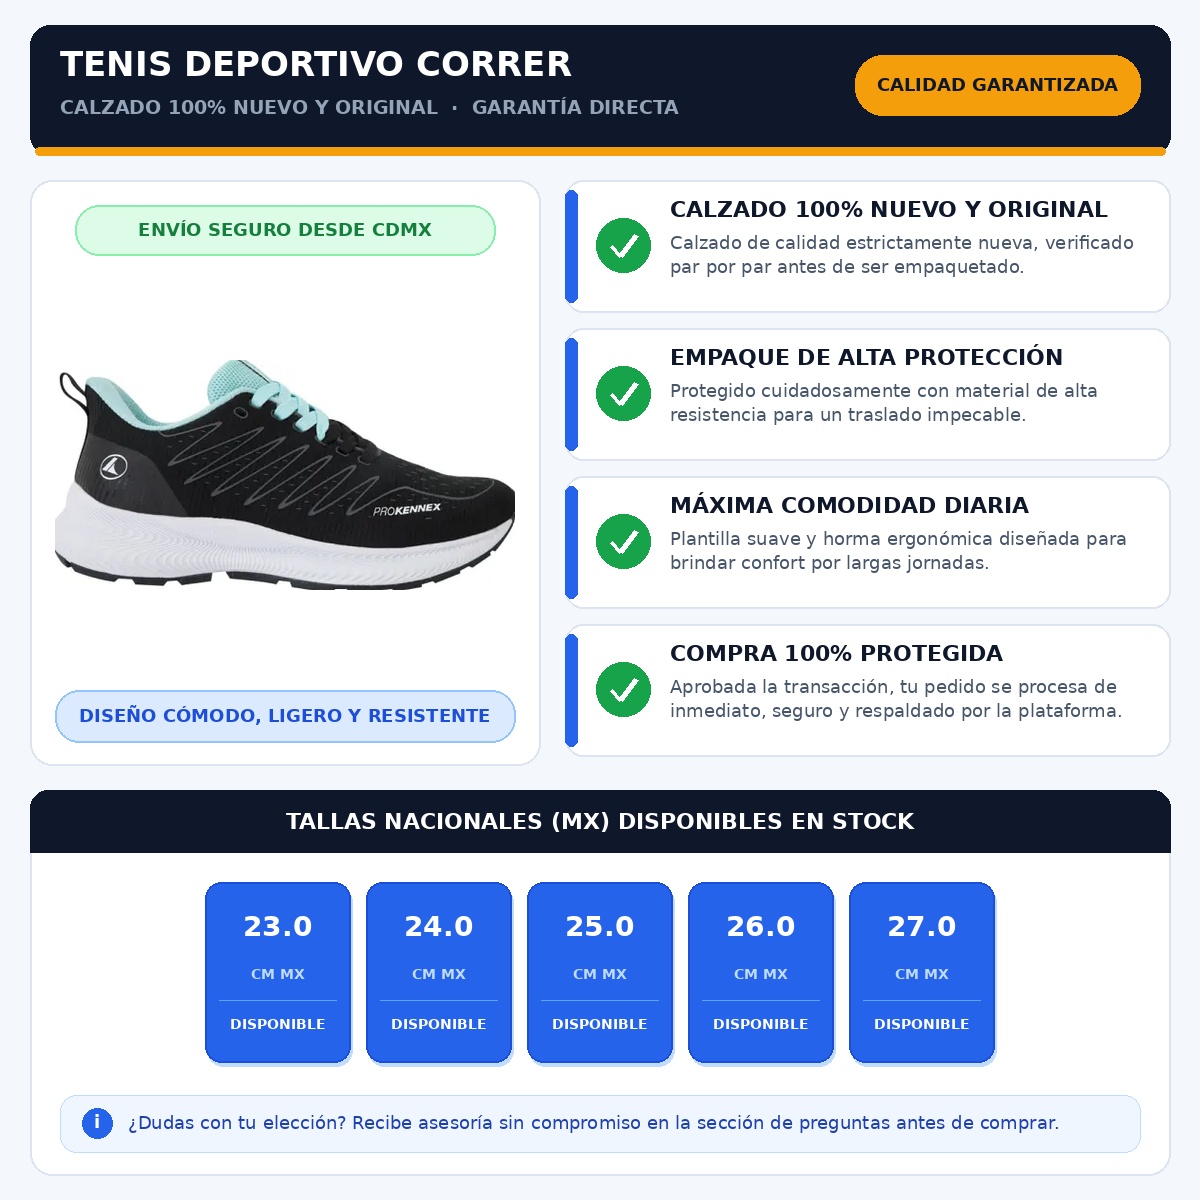 TENIS DEPORTIVO CORRER
CALZADO 100% NUEVO Y ORIGINAL · GARANTÍA DIRECTA
CALIDAD GARANTIZADA
ENVÍO SEGURO DESDE CDMX
PROKENNEX
DISEÑO CÓMODO, LIGERO Y RESISTENTE
CALZADO 100% NUEVO Y ORIGINAL
Calzado de calidad estrictamente nueva, verificado
par por par antes de ser empaquetado.
EMPAQUE DE ALTA PROTECCIÓN
Protegido cuidadosamente con material de alta
resistencia para un traslado impecable.
MÁXIMA COMODIDAD DIARIA
Plantilla suave y horma ergonómica diseñada para
brindar confort por largas jornadas.
COMPRA 100% PROTEGIDA
Aprobada la transacción, tu pedido se procesa de
inmediato, seguro y respaldado por la plataforma.
TALLAS NACIONALES (MX) DISPONIBLES EN STOCK
23.0 24.0 25.0 26.0 27.0
CM MX CM MX CM MX CM MX CM MX
DISPONIBLE DISPONIBLE DISPONIBLE DISPONIBLE DISPONIBLE
i ¿Dudas con tu elección? Recibe asesoría sin compromiso en la sección de preguntas antes de comprar.